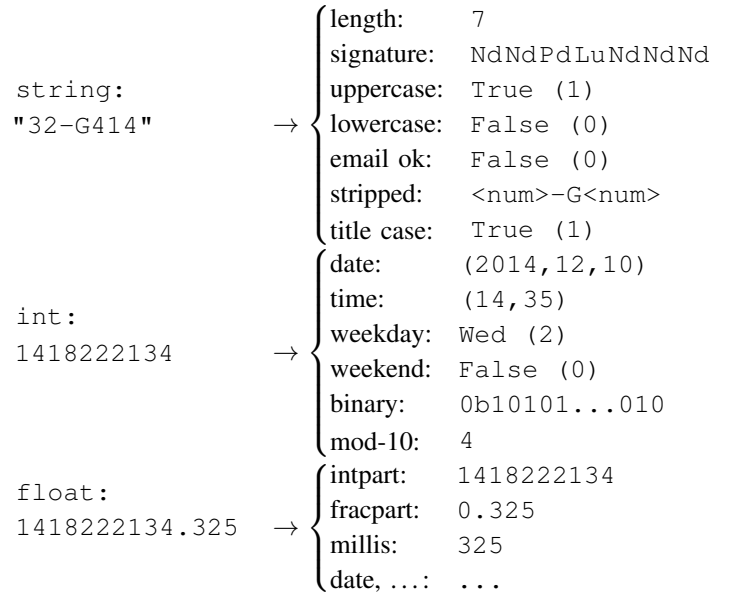 string:
"32-G414"
→
length: 7
signature: NdNdPdLuNdNdNd
uppercase: True (1)
lowercase: False (0)
email ok: False (0)
stripped: <num>-G<num>
title case: True (1)
int:
1418222134
→
date: (2014,12,10)
time: (14,35)
weekday: Wed (2)
weekend: False (0)
binary: 0b10101...010
mod-10: 4
float:
1418222134.325
→
intpart: 1418222134
fracpart: 0.325
millis: 325
date, ...: ...